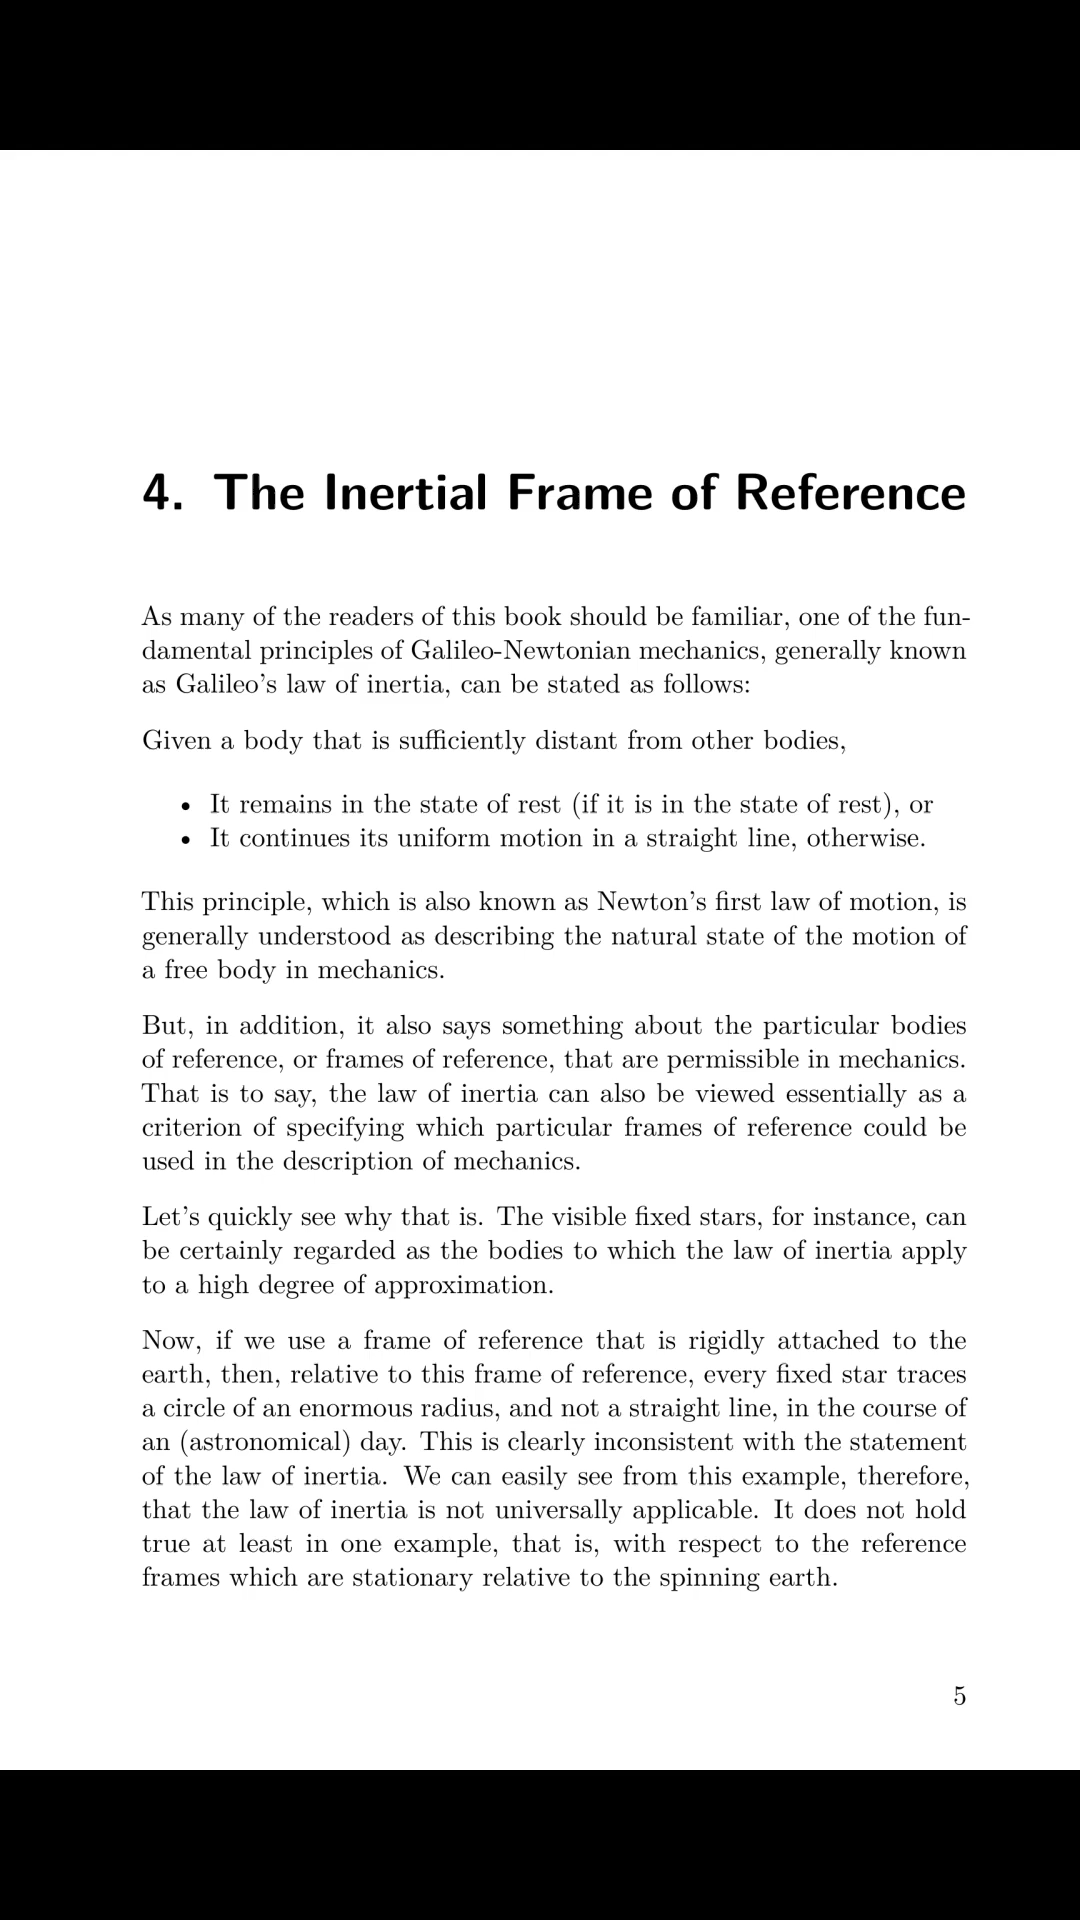 4. The Inertial Frame of Reference
As many of the readers of this book should be familiar, one of the fun-
damental principles of Galileo-Newtonian mechanics, generally known
as Galileo's law of inertia, can be stated as follows:
Given a body that is sufficiently distant from other bodies,
• It remains in the state of rest (if it is in the state of rest), or
• It continues its uniform motion in a straight line, otherwise.
This principle, which is also known as Newton's first law of motion, is
generally understood as describing the natural state of the motion of
a free body in mechanics.
But, in addition, it also says something about the particular bodies
of reference, or frames of reference, that are permissible in mechanics.
That is to say, the law of inertia can also be viewed essentially as a
criterion of specifying which particular frames of reference could be
used in the description of mechanics.
Let's quickly see why that is. The visible fixed stars, for instance, can
be certainly regarded as the bodies to which the law of inertia apply
to a high degree of approximation.
Now, if we use a frame of reference that is rigidly attached to the
earth, then, relative to this frame of reference, every fixed star traces
a circle of an enormous radius, and not a straight line, in the course of
an (astronomical) day. This is clearly inconsistent with the statement
of the law of inertia. We can easily see from this example, therefore,
that the law of inertia is not universally applicable. It does not hold
true at least in one example, that is, with respect to the reference
frames which are stationary relative to the spinning earth.
5